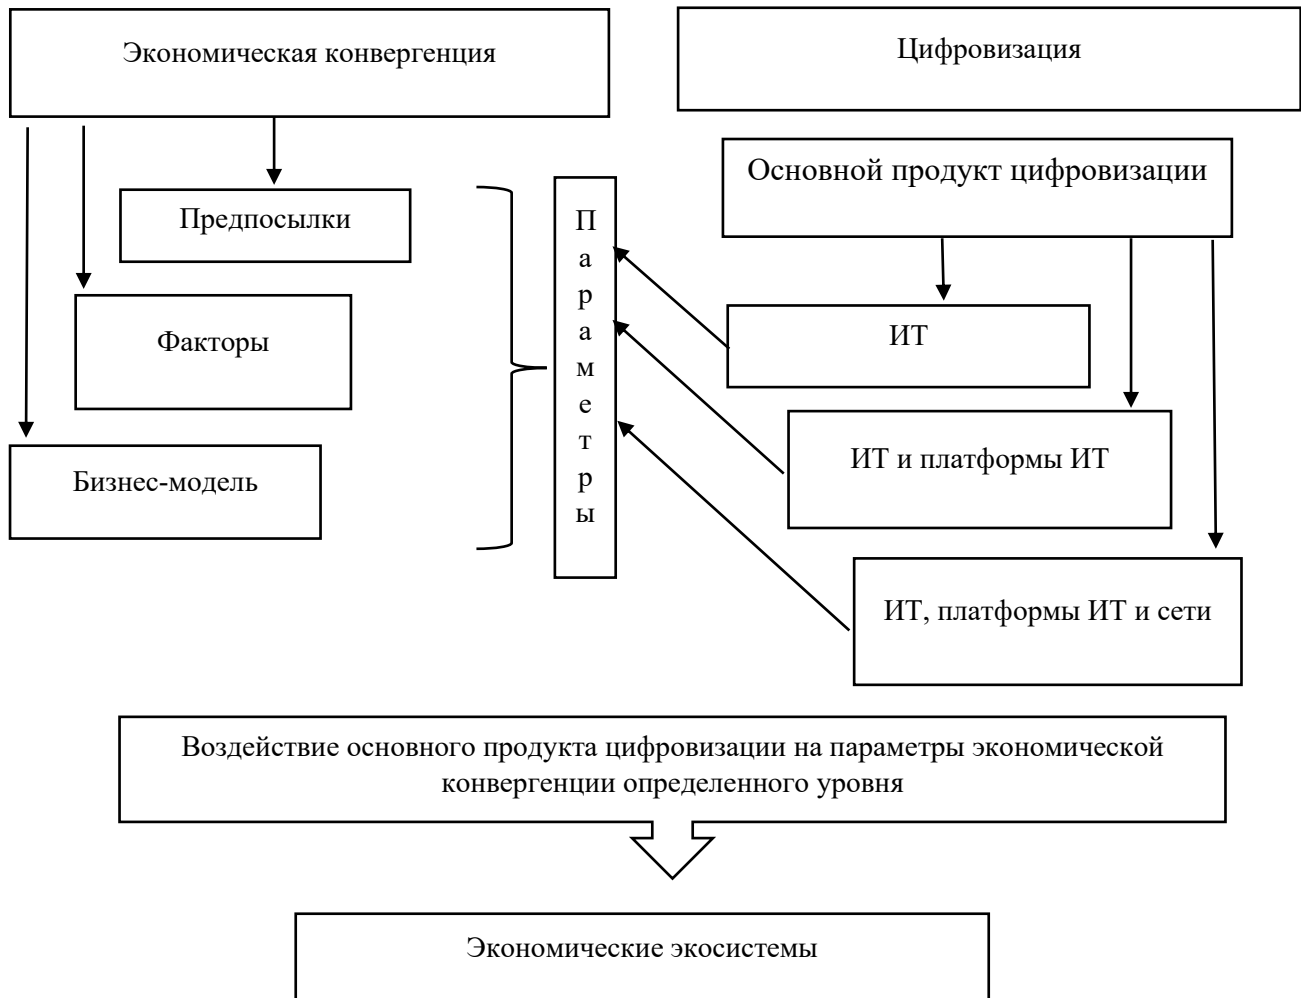 Экономическая конвергенция
Цифровизация
Основной продукт цифровизации
Предпосылки
Факторы
Бизнес-модель
П
а
р
а
м
е
т
р
ы
ИТ
ИТ и платформы ИТ
ИТ, платформы ИТ и сети
Воздействие основного продукта цифровизации на параметры экономической
конвергенции определенного уровня
Экономические экосистемы